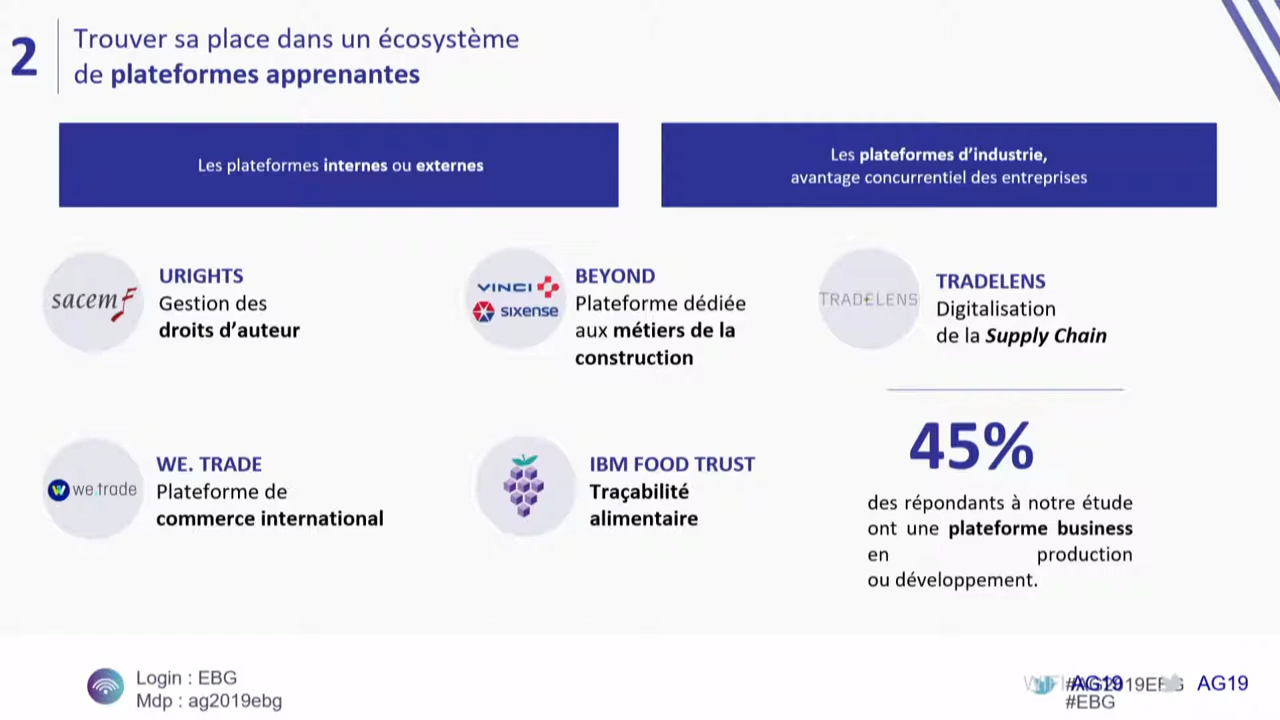 2
Trouver sa place dans un écosystème
de plateformes apprenantes
Les plateformes internes ou externes
Les plateformes d'industrie,
avantage concurrentiel des entreprises
sacem
URIGHTS
Gestion des
droits d'auteur
VINCI
sixense
BEYOND
Plateforme dédiée
aux métiers de la
construction
TRADELENS
TRADELENS
Digitalisation
de la Supply Chain
we.trade
WE. TRADE
Plateforme de
commerce international
IBM FOOD TRUST
Traçabilité
alimentaire
45%
des répondants à notre étude
ont une plateforme business
en production
ou développement.
Login : EBG
Mdp : ag2019ebg
AG19
#EBG